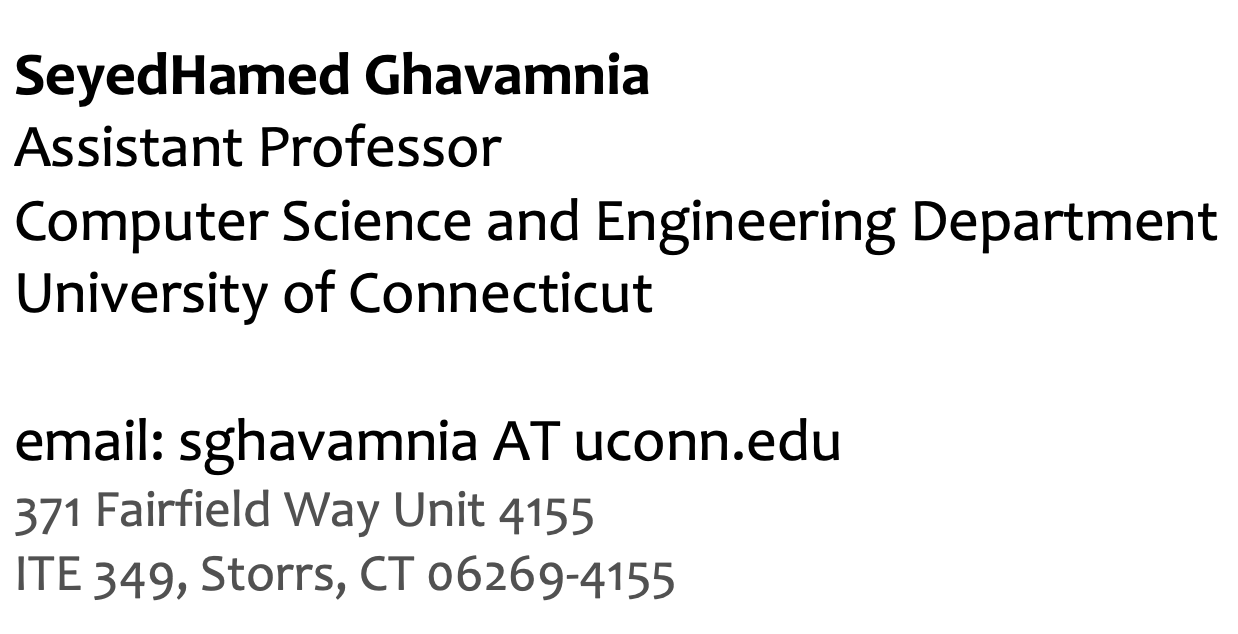 SeyedHamed Ghavamnia
Assistant Professor
Computer Science and Engineering Department
University of Connecticut
email: sghavamnia AT uconn.edu
371 Fairfield Way Unit 4155
ITE 349, Storrs, CT 06269-4155